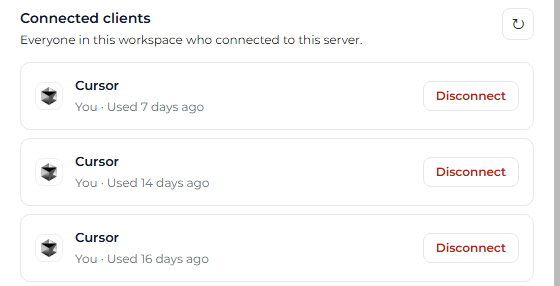 Connected clients
Everyone in this workspace who connected to this server.
↻
Cursor
You · Used 7 days ago
Disconnect
Cursor
You · Used 14 days ago
Disconnect
Cursor
You · Used 16 days ago
Disconnect